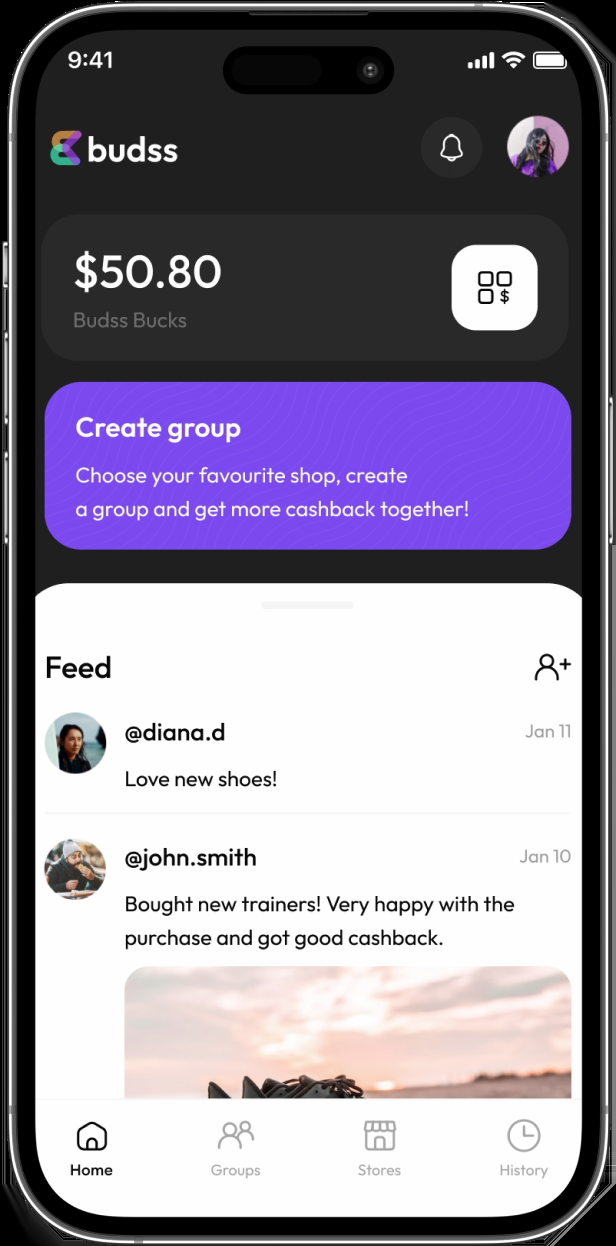 9:41
budss
$50.80
Budss Bucks
$
Create group
Choose your favourite shop, create
a group and get more cashback together!
Feed
@diana.d
Jan 11
Love new shoes!
@john.smith
Jan 10
Bought new trainers! Very happy with the
purchase and got good cashback.
Home
Groups
Stores
History